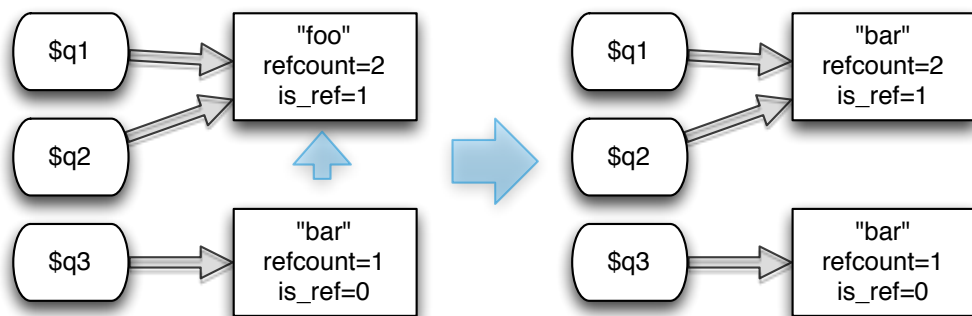 $q1
"foo"
refcount=2
is_ref=1
$q2
$q3
"bar"
refcount=1
is_ref=0
$q1
"bar"
refcount=2
is_ref=1
$q2
$q3
"bar"
refcount=1
is_ref=0